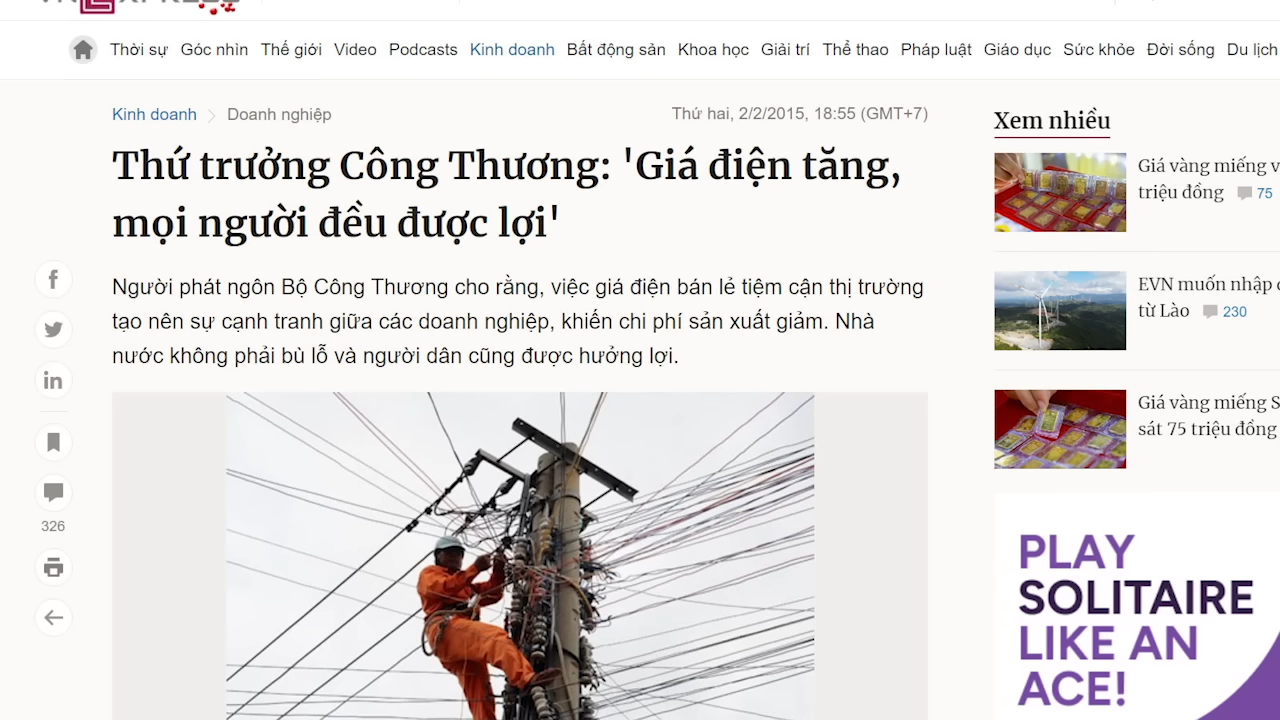 Thời sự Góc nhìn Thế giới Video Podcasts Kinh doanh Bất động sản Khoa học Giải trí Thể thao Pháp luật Giáo dục Sức khỏe Đời sống Du lịch
Kinh doanh Doanh nghiệp
Thứ hai, 2/2/2015, 18:55 (GMT+7)
Thứ trưởng Công Thương: 'Giá điện tăng,
mọi người đều được lợi'
Người phát ngôn Bộ Công Thương cho rằng, việc giá điện bán lẻ tiệm cận thị trường
tạo nên sự cạnh tranh giữa các doanh nghiệp, khiến chi phí sản xuất giảm. Nhà
nước không phải bù lỗ và người dân cũng được hưởng lợi.
326
Xem nhiều
Giá vàng miếng
triệu đồng 75
EVN muốn nhập
từ Lào 230
Giá vàng miếng
sát 75 triệu đồng
PLAY
SOLITAIRE
LIKE AN
ACE!